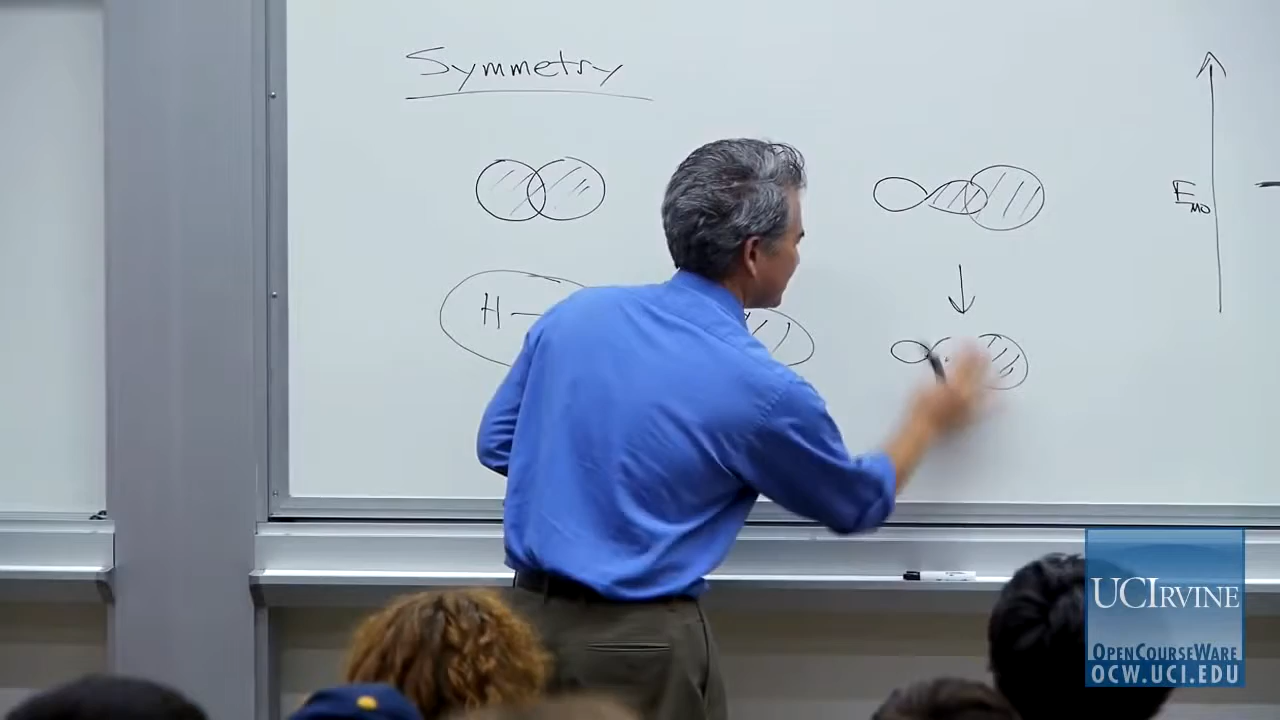 Symmetry
H
E MO
UCIRVINE
OPENCOURSEWARE
OCW.UCI.EDU